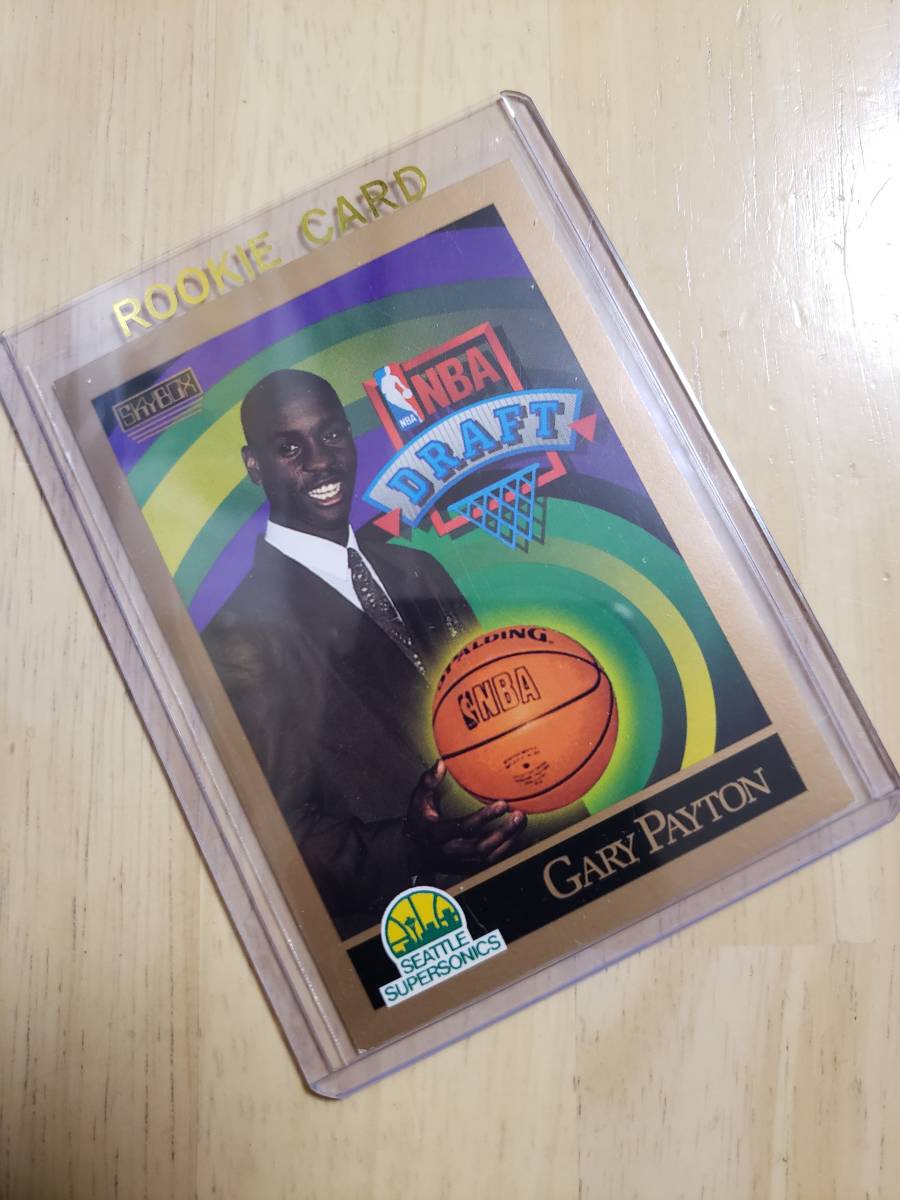 ROOKIE CARD
SKYBOX
NBA
NBA
DRAFT
SPALDING
NBA
GARY PAYTON
SEATTLE
SUPERSONICS